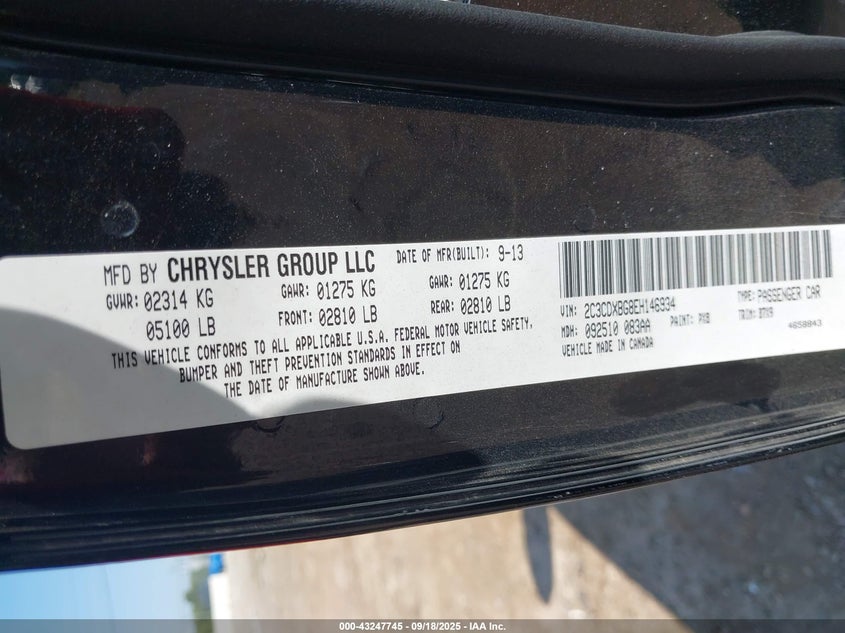 MFD BY CHRYSLER GROUP LLC DATE OF MFR(BUILT): 9-13
GVWR: 02314 KG GAWR: 01275 KG GAWR: 01275 KG
05100 LB FRONT: 02810 LB REAR: 02810 LB
THIS VEHICLE CONFORMS TO ALL APPLICABLE U.S.A. FEDERAL MOTOR VEHICLE SAFETY,
BUMPER AND THEFT PREVENTION STANDARDS IN EFFECT ON
THE DATE OF MANUFACTURE SHOWN ABOVE.
VIN: 2C3CDXBG8EH146934 TYPE: PASSENGER CAR
MDH: 092510 083AA PAINT: PX8 TRIM: B7X9
VEHICLE MADE IN CANADA 4658843
000-43247745 - 09/18/2025 - IAA Inc.